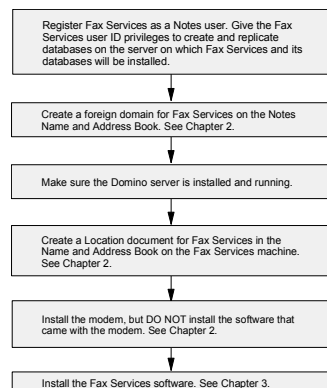 Register Fax Services as a Notes user. Give the Fax
Services user ID privileges to create and replicate
databases on the server on which Fax Services and its
databases will be installed.
Create a foreign domain for Fax Services on the Notes
Name and Address Book. See Chapter 2.
Make sure the Domino server is installed and running.
Create a Location document for Fax Services in the
Name and Address Book on the Fax Services machine.
See Chapter 2.
Install the modem, but DO NOT install the software that
came with the modem. See Chapter 2.
Install the Fax Services software. See Chapter 3.